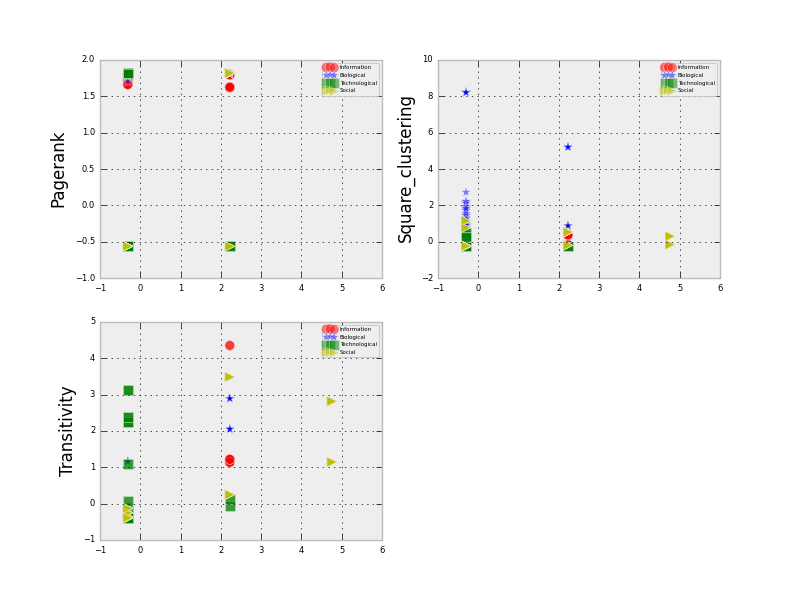 Pagerank
2.0
1.5
1.0
0.5
0.0
−0.5
−1.0
−1 0 1 2 3 4 5 6
Information
Biological
Technological
Social
Square_clustering
10
8
6
4
2
0
−2
−1 0 1 2 3 4 5 6
Information
Biological
Technological
Social
Transitivity
5
4
3
2
1
0
−1
−1 0 1 2 3 4 5 6
Information
Biological
Technological
Social